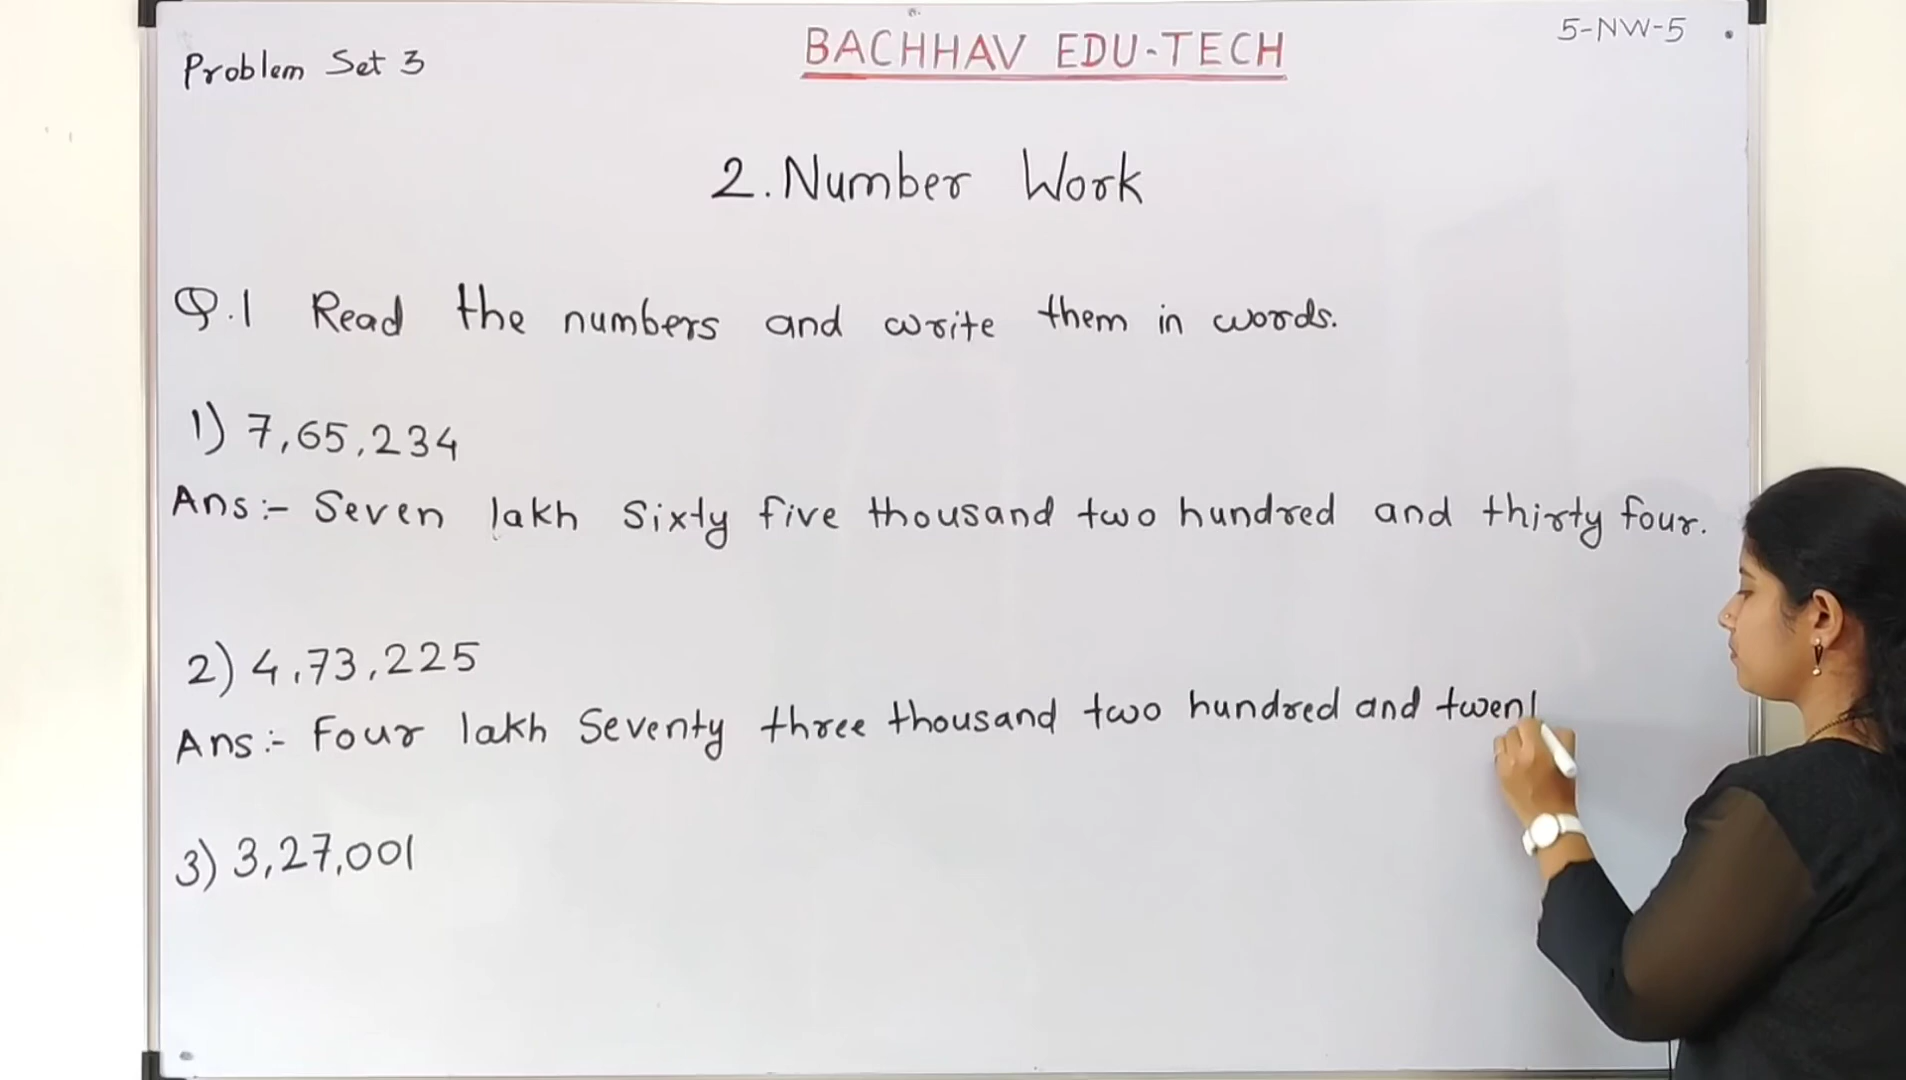 Problem Set 3
BACHHAV EDU-TECH
5-NW-5
2. Number Work
Q.1 Read the numbers and write them in words.
1) 7,65,234
Ans :- Seven lakh Sixty five thousand two hundred and thirty four.
2) 4,73,225
Ans :- Four lakh Seventy three thousand two hundred and twen
3) 3,27,001